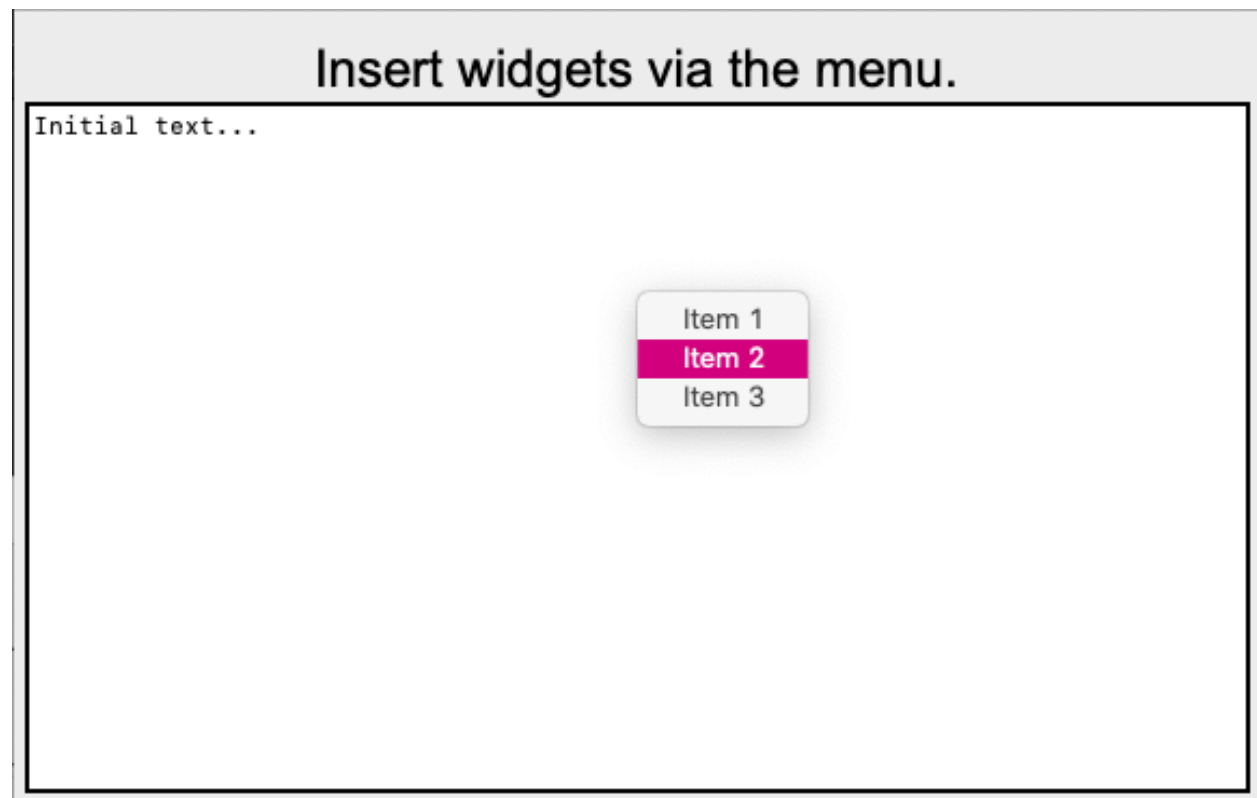 Insert widgets via the menu.
Initial text...
Item 1
Item 2
Item 3